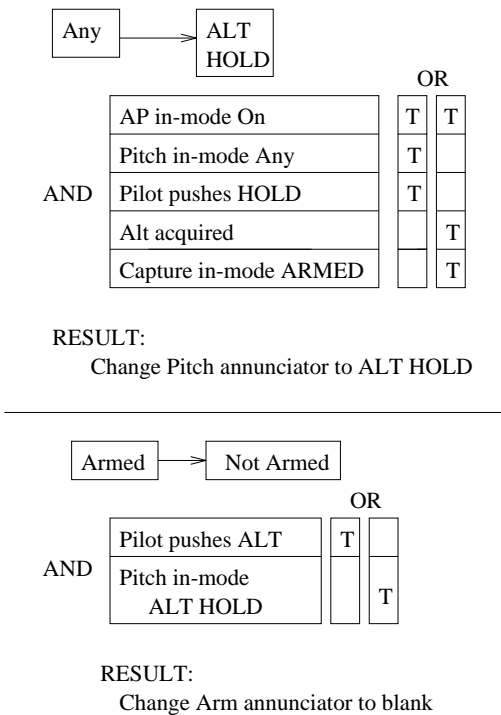 Any ALT
HOLD
OR
AP in-mode On T T
Pitch in-mode Any T
AND Pilot pushes HOLD T
Alt acquired T
Capture in-mode ARMED T
RESULT:
Change Pitch annunciator to ALT HOLD
Armed Not Armed
OR
Pilot pushes ALT T
AND Pitch in-mode
ALT HOLD T
RESULT:
Change Arm annunciator to blank